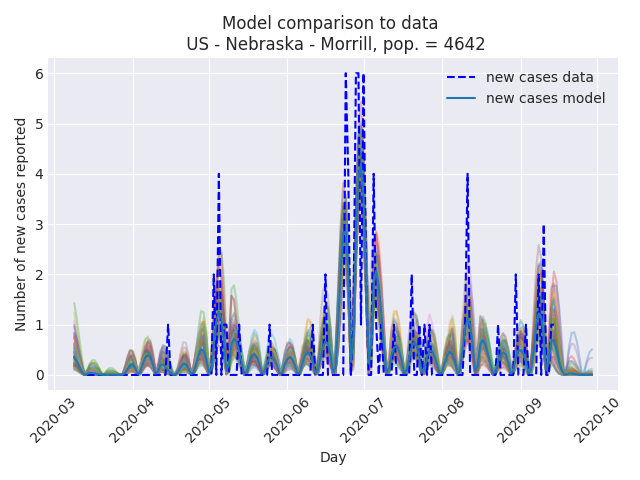 Model comparison to data
US - Nebraska - Morrill, pop. = 4642
Number of new cases reported
6
5
4
3
2
1
0
new cases data
new cases model
2020-03
2020-04
2020-05
2020-06
2020-07
2020-08
2020-09
2020-10
Day